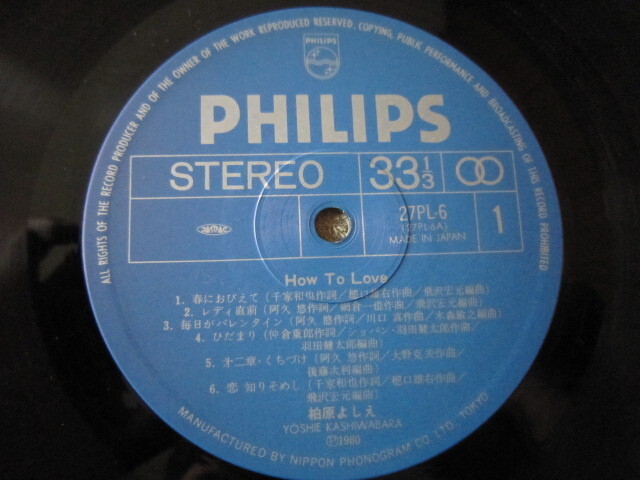 ALL RIGHTS OF THE RECORD PRODUCER AND OF THE OWNER OF THE WORK REPRODUCED RESERVED. COPYING, PUBLIC PERFORMANCE AND BROADCASTING OF THIS RECORD PROHIBITED
PHILIPS
PHILIPS
STEREO
33 1/3
27PL-6
(27PL-6A)
MADE IN JAPAN
1
How To Love
1. 春におびえて (千家和也作詞/樋口雄右作曲/飛沢宏元編曲)
2. レディ直前 (阿久 悠作詞/朝倉一也作曲/飛沢宏元編曲)
3. 毎日がバレンタイン (阿久 悠作詞/川口 真作曲/木森敏之編曲)
4. ひだまり (仲倉重郎作詞/ショパン・羽田健太郎作曲/
羽田健太郎編曲)
5. 才二章・くちづけ (阿久 悠作詞/大野克夫作曲/
後藤次利編曲)
6. 恋 知りそめし (千家和也作詞/樋口雄右作曲/
飛沢宏元編曲)
柏原よしえ
YOSHIE KASHIWABARA
Ⓟ1980
MANUFACTURED BY NIPPON PHONOGRAM CO. LTD. TOKYO